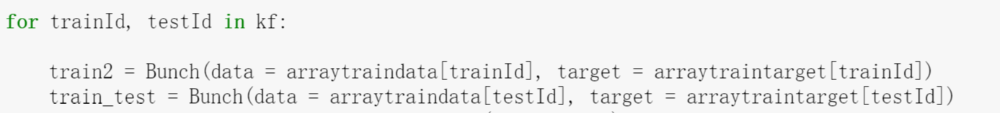 for trainId, testId in kf:
    train2 = Bunch(data = arraytraindata[trainId], target = arraytraintarget[trainId])
    train_test = Bunch(data = arraytraindata[testId], target = arraytraintarget[testId])